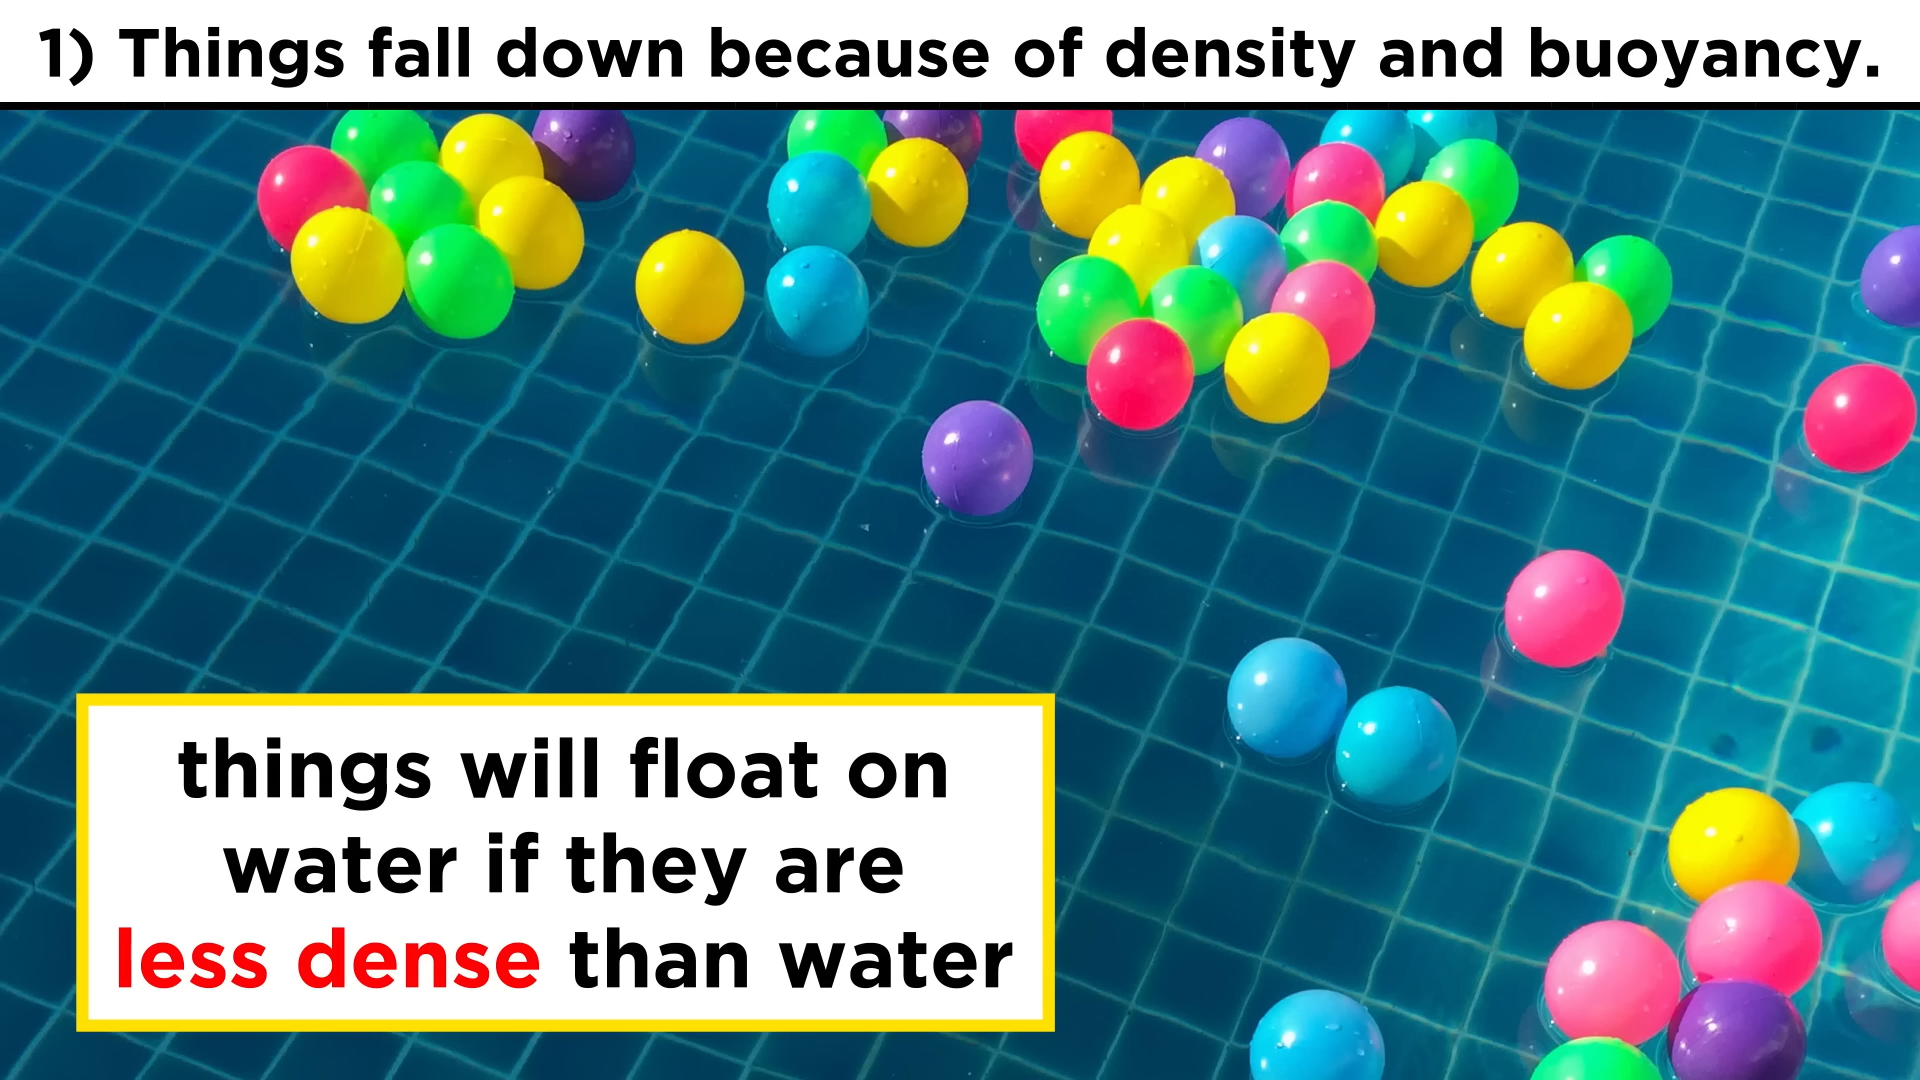 1) Things fall down because of density and buoyancy.
things will float on
water if they are
less dense than water